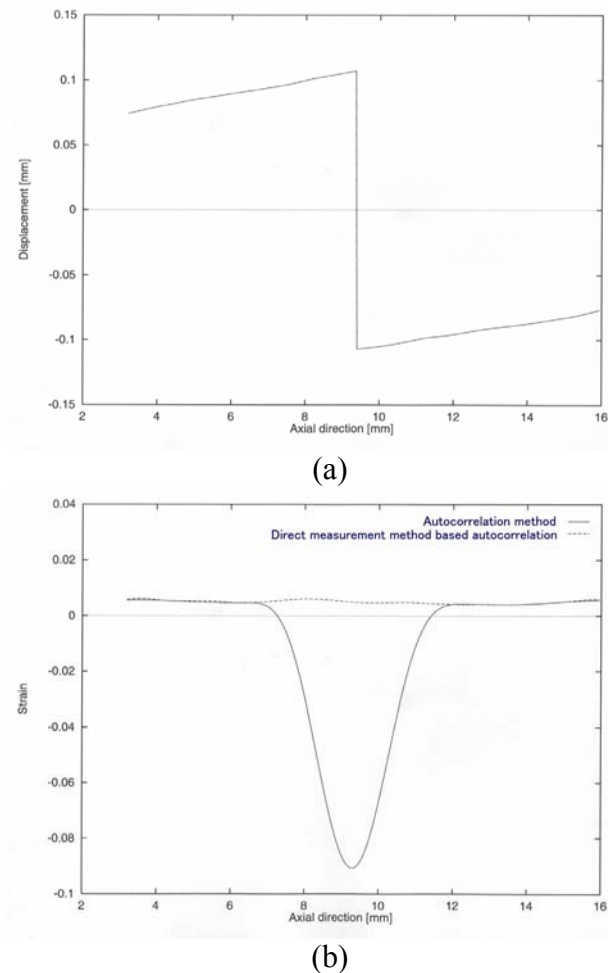 0.15
0.1
0.05
0
-0.05
-0.1
-0.15
Displacement [mm]
2 4 6 8 10 12 14 16
Axial direction [mm]
(a)
0.04
0.02
0
-0.02
-0.04
-0.06
-0.08
-0.1
Strain
Autocorrelation method
Direct measurement method based autocorrelation
2 4 6 8 10 12 14 16
Axial direction [mm]
(b)